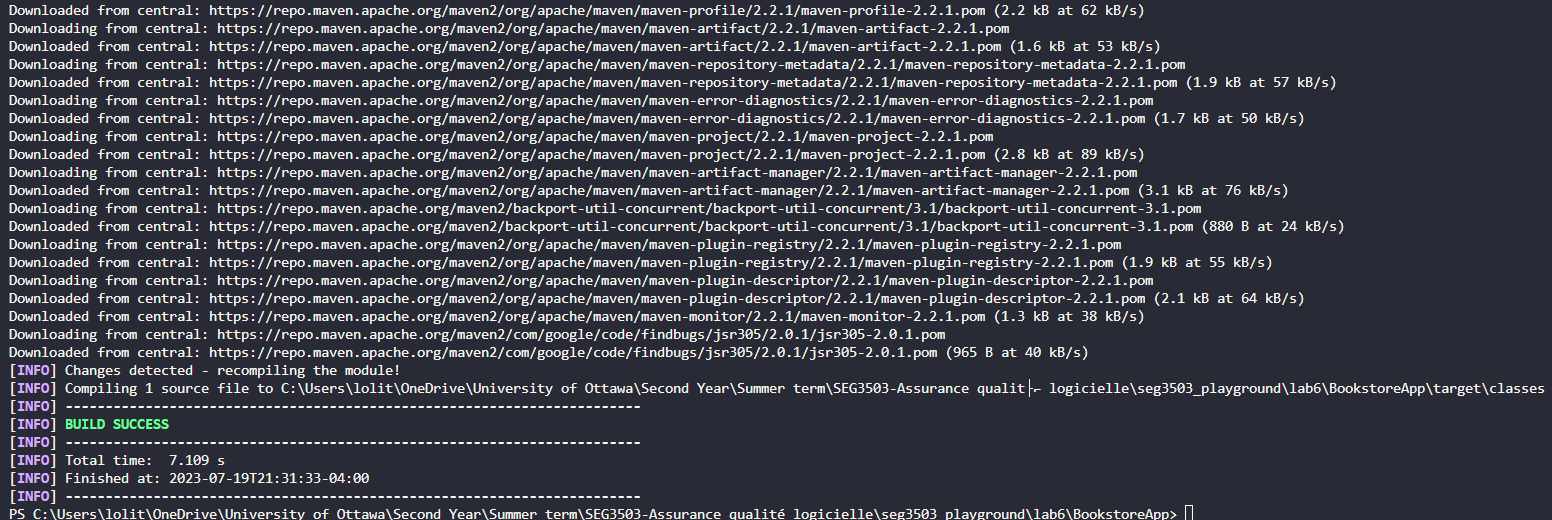 Downloaded from central: https://repo.maven.apache.org/maven2/org/apache/maven/maven-profile/2.2.1/maven-profile-2.2.1.pom (2.2 kB at 62 kB/s)
Downloading from central: https://repo.maven.apache.org/maven2/org/apache/maven/maven-artifact/2.2.1/maven-artifact-2.2.1.pom
Downloaded from central: https://repo.maven.apache.org/maven2/org/apache/maven/maven-artifact/2.2.1/maven-artifact-2.2.1.pom (1.6 kB at 53 kB/s)
Downloading from central: https://repo.maven.apache.org/maven2/org/apache/maven/maven-repository-metadata/2.2.1/maven-repository-metadata-2.2.1.pom
Downloaded from central: https://repo.maven.apache.org/maven2/org/apache/maven/maven-repository-metadata/2.2.1/maven-repository-metadata-2.2.1.pom (1.9 kB at 57 kB/s)
Downloading from central: https://repo.maven.apache.org/maven2/org/apache/maven/maven-error-diagnostics/2.2.1/maven-error-diagnostics-2.2.1.pom
Downloaded from central: https://repo.maven.apache.org/maven2/org/apache/maven/maven-error-diagnostics/2.2.1/maven-error-diagnostics-2.2.1.pom (1.7 kB at 50 kB/s)
Downloading from central: https://repo.maven.apache.org/maven2/org/apache/maven/maven-project/2.2.1/maven-project-2.2.1.pom
Downloaded from central: https://repo.maven.apache.org/maven2/org/apache/maven/maven-project/2.2.1/maven-project-2.2.1.pom (2.8 kB at 89 kB/s)
Downloading from central: https://repo.maven.apache.org/maven2/org/apache/maven/maven-artifact-manager/2.2.1/maven-artifact-manager-2.2.1.pom
Downloaded from central: https://repo.maven.apache.org/maven2/org/apache/maven/maven-artifact-manager/2.2.1/maven-artifact-manager-2.2.1.pom (3.1 kB at 76 kB/s)
Downloading from central: https://repo.maven.apache.org/maven2/backport-util-concurrent/backport-util-concurrent/3.1/backport-util-concurrent-3.1.pom
Downloaded from central: https://repo.maven.apache.org/maven2/backport-util-concurrent/backport-util-concurrent/3.1/backport-util-concurrent-3.1.pom (880 B at 24 kB/s)
Downloading from central: https://repo.maven.apache.org/maven2/org/apache/maven/maven-plugin-registry/2.2.1/maven-plugin-registry-2.2.1.pom
Downloaded from central: https://repo.maven.apache.org/maven2/org/apache/maven/maven-plugin-registry/2.2.1/maven-plugin-registry-2.2.1.pom (1.9 kB at 55 kB/s)
Downloading from central: https://repo.maven.apache.org/maven2/org/apache/maven/maven-plugin-descriptor/2.2.1/maven-plugin-descriptor-2.2.1.pom
Downloaded from central: https://repo.maven.apache.org/maven2/org/apache/maven/maven-plugin-descriptor/2.2.1/maven-plugin-descriptor-2.2.1.pom (2.1 kB at 64 kB/s)
Downloaded from central: https://repo.maven.apache.org/maven2/org/apache/maven/maven-monitor/2.2.1/maven-monitor-2.2.1.pom (1.3 kB at 38 kB/s)
Downloading from central: https://repo.maven.apache.org/maven2/com/google/code/findbugs/jsr305/2.0.1/jsr305-2.0.1.pom
Downloaded from central: https://repo.maven.apache.org/maven2/com/google/code/findbugs/jsr305/2.0.1/jsr305-2.0.1.pom (965 B at 40 kB/s)
[INFO] Changes detected - recompiling the module!
[INFO] Compiling 1 source file to C:\Users\lolit\OneDrive\University of Ottawa\Second Year\Summer term\SEG3503-Assurance qualit├⌐ logicielle\seg3503_playground\lab6\BookstoreApp\target\classes
[INFO] ------------------------------------------------------------------------
[INFO] BUILD SUCCESS
[INFO] ------------------------------------------------------------------------
[INFO] Total time:  7.109 s
[INFO] Finished at: 2023-07-19T21:31:33-04:00
[INFO] ------------------------------------------------------------------------
PS C:\Users\lolit\OneDrive\University of Ottawa\Second Year\Summer term\SEG3503-Assurance qualité logicielle\seg3503_playground\lab6\BookstoreApp>